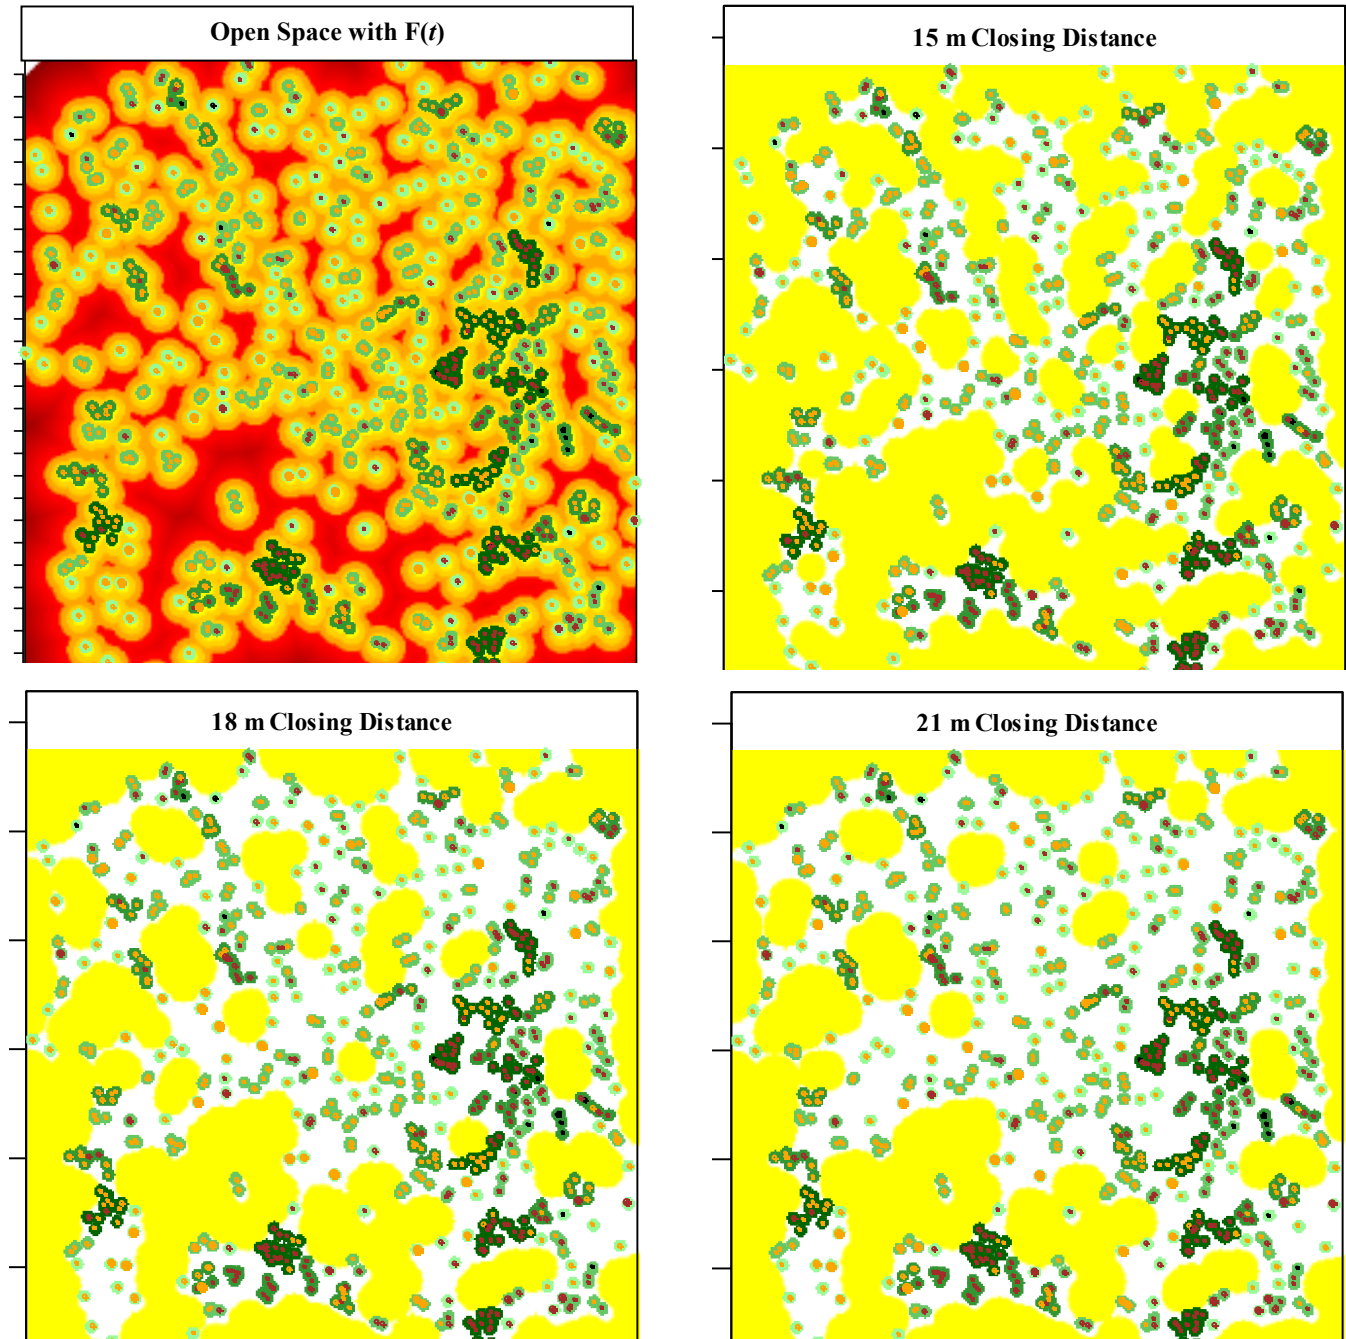 Open Space with F(t)
15 m Closing Distance
18 m Closing Distance
21 m Closing Distance